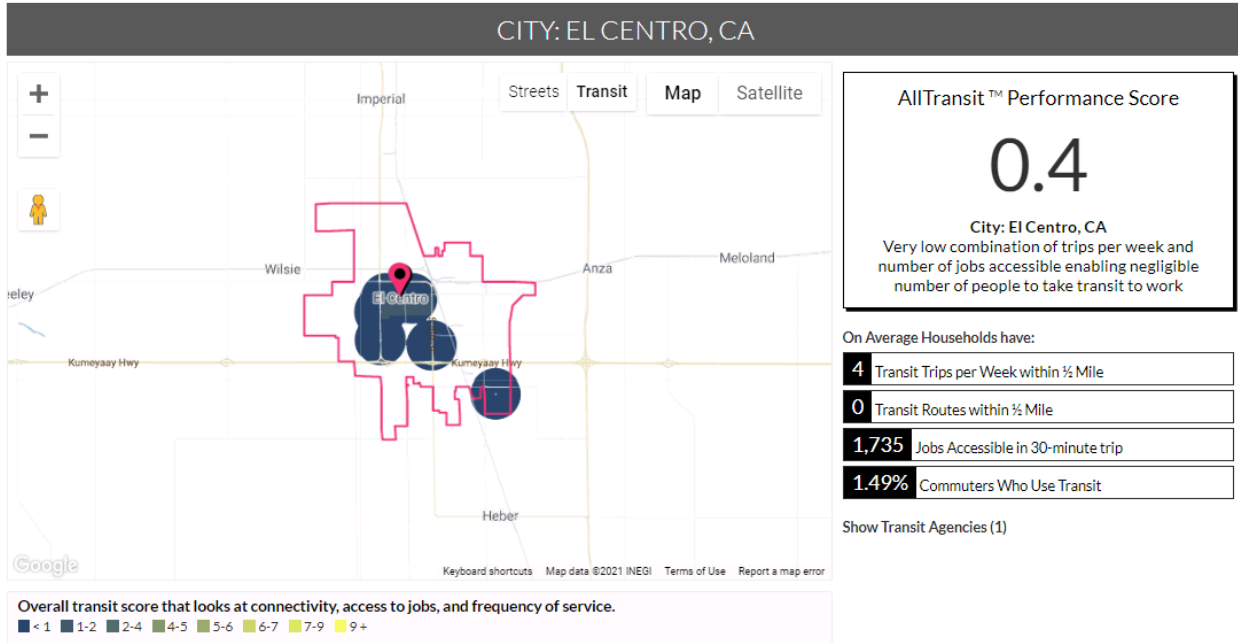 CITY: EL CENTRO, CA
Streets
Transit
Map
Satellite
Imperial
Wilsie
Anza
Meloland
eeley
El Centro
Kumeyaay Hwy
Kumeyaay Hwy
Heber
Google
Keyboard shortcuts
Map data ©2021 INEGI
Terms of Use
Report a map error
Overall transit score that looks at connectivity, access to jobs, and frequency of service.
< 1 1-2 2-4 4-5 5-6 6-7 7-9 9 +
AllTransit ™ Performance Score
0.4
City: El Centro, CA
Very low combination of trips per week and
number of jobs accessible enabling negligible
number of people to take transit to work
On Average Households have:
4 Transit Trips per Week within ½ Mile
0 Transit Routes within ½ Mile
1,735 Jobs Accessible in 30-minute trip
1.49% Commuters Who Use Transit
Show Transit Agencies (1)